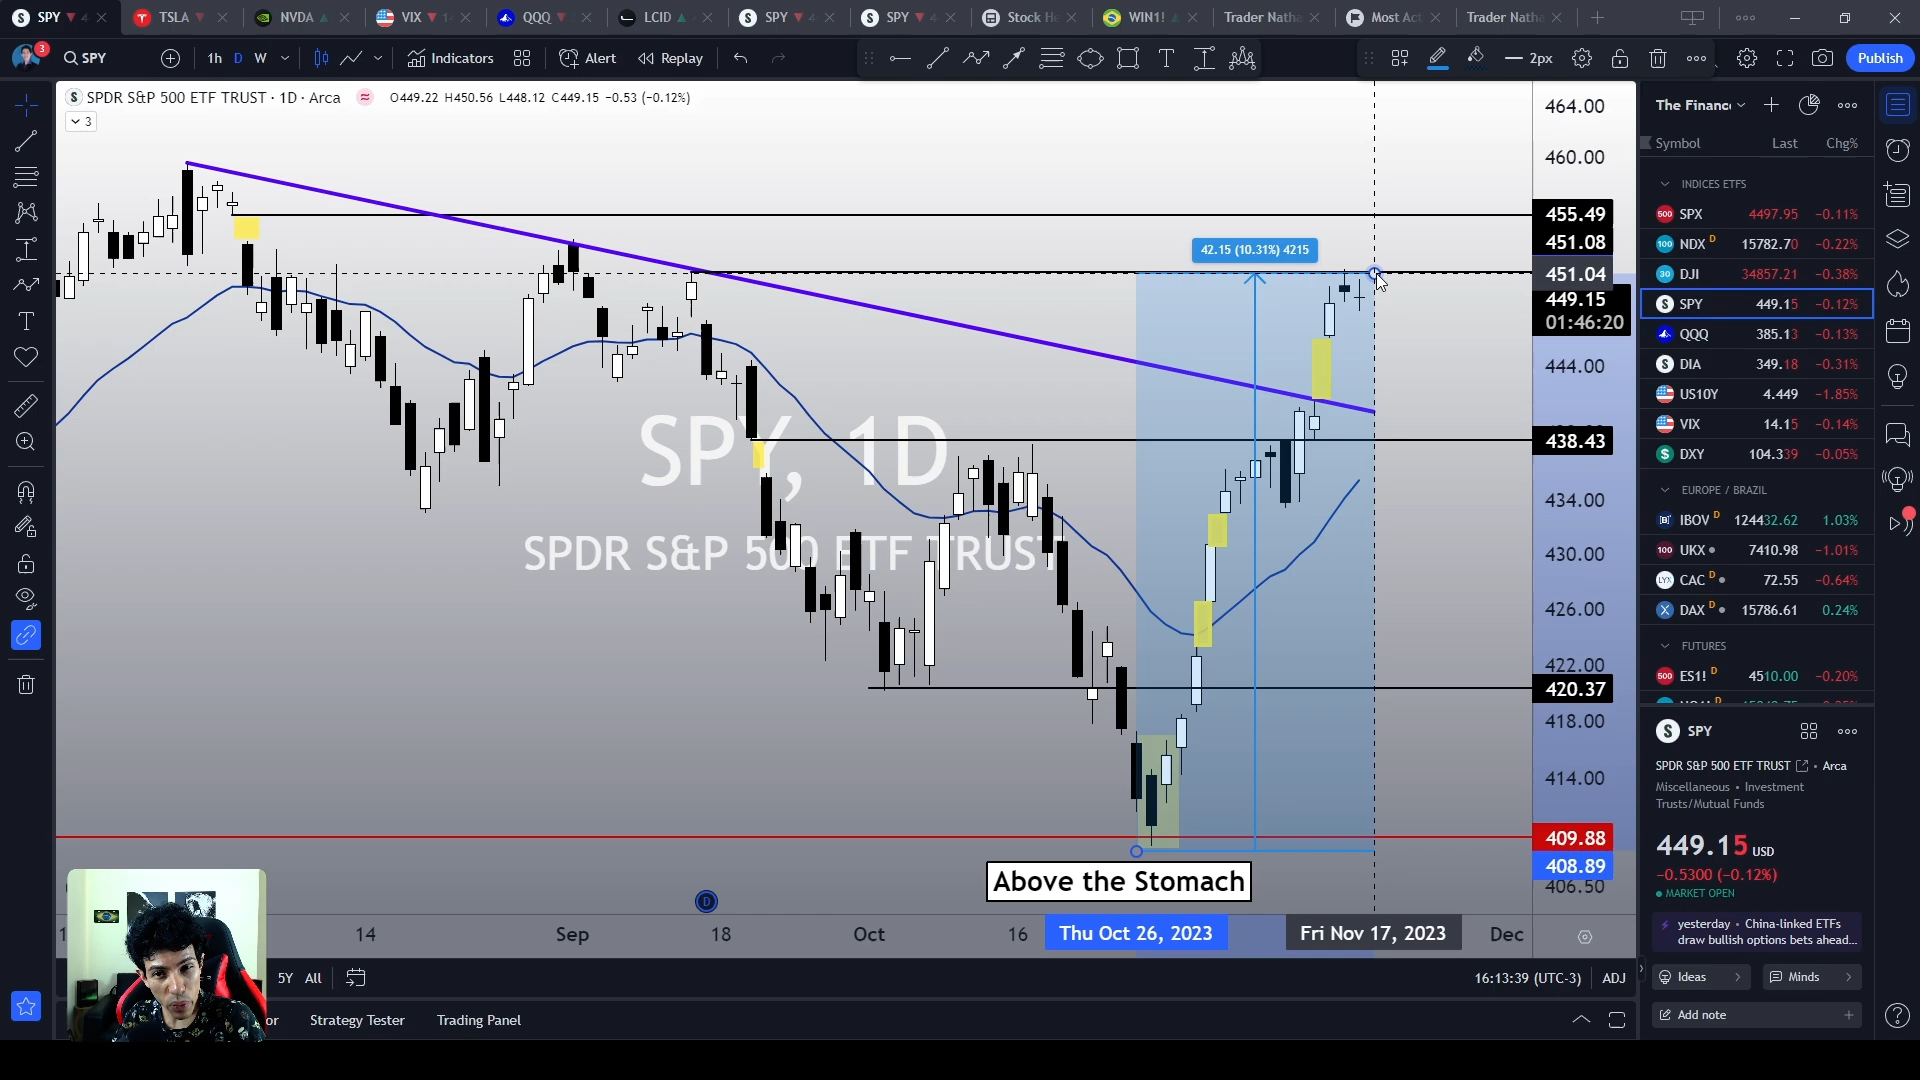 SPY TSLA NVDA VIX QQQ LCID SPY SPY Stock He WIN1! Trader Natha Most Act Trader Natha
3
SPY 1h D W Indicators Alert Replay 2px Publish
SPDR S&P 500 ETF TRUST · 1D · Arca O449.22 H450.56 L448.12 C449.15 -0.53 (-0.12%)
3
464.00
460.00
455.49
451.08
451.04
449.15
01:46:20
444.00
438.43
434.00
430.00
426.00
422.00
420.37
418.00
414.00
409.88
408.89
406.50
42.15 (10.31%) 4215
SPY, 1D
SPDR S&P 500 ETF TRUST
Above the Stomach
D
14 Sep 18 Oct 16 Thu Oct 26, 2023 Fri Nov 17, 2023 Dec
5Y All 16:13:39 (UTC-3) ADJ
or Strategy Tester Trading Panel
The Financ
Symbol Last Chg%
INDICES ETFS
SPX 4497.95 -0.11%
NDX D 15782.70 -0.22%
DJI 34857.21 -0.38%
SPY 449.15 -0.12%
QQQ 385.13 -0.13%
DIA 349.18 -0.31%
US10Y 4.449 -1.85%
VIX 14.15 -0.14%
DXY 104.339 -0.05%
EUROPE / BRAZIL
IBOV D 124432.62 1.03%
UKX 7410.98 -1.01%
CAC D 72.55 -0.64%
DAX D 15786.61 0.24%
FUTURES
ES1! D 4510.00 -0.20%
SPY
SPDR S&P 500 ETF TRUST • Arca
Miscellaneous • Investment
Trusts/Mutual Funds
449.15 USD
-0.5300 (-0.12%)
MARKET OPEN
yesterday • China-linked ETFs
draw bullish options bets ahead...
Ideas Minds
Add note